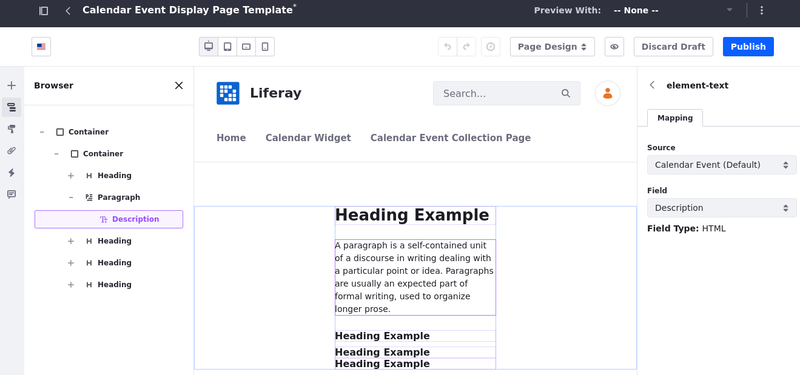 Calendar Event Display Page Template*
Preview With:
-- None --
Page Design
Discard Draft
Publish
Browser
Container
Container
Heading
Paragraph
Description
Heading
Heading
Heading
Liferay
Search...
Home
Calendar Widget
Calendar Event Collection Page
Heading Example
A paragraph is a self-contained unit
of a discourse in writing dealing with
a particular point or idea. Paragraphs
are usually an expected part of
formal writing, used to organize
longer prose.
Heading Example
Heading Example
Heading Example
element-text
Mapping
Source
Calendar Event (Default)
Field
Description
Field Type: HTML